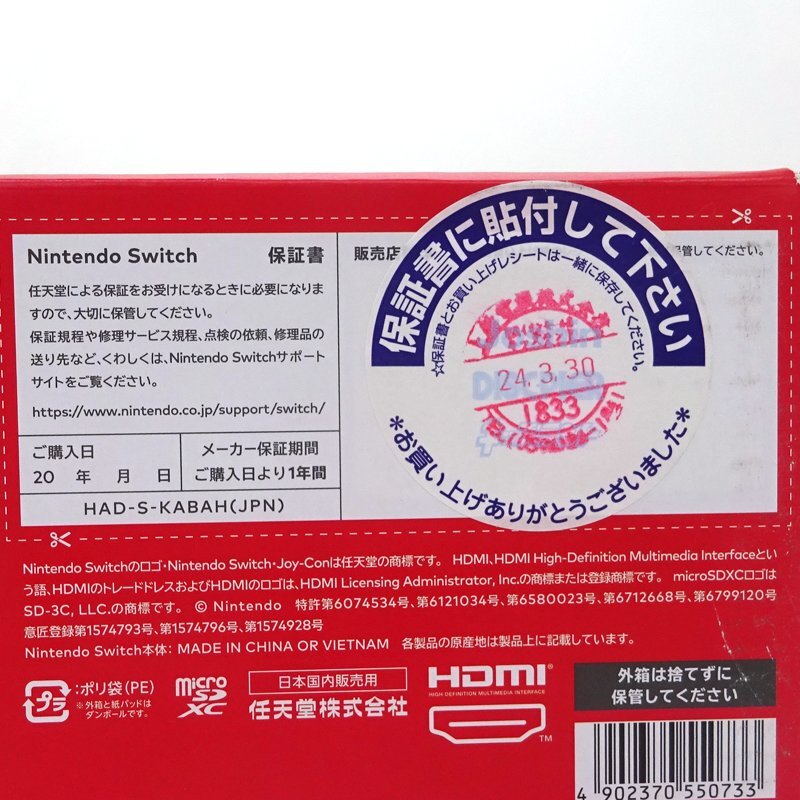 Nintendo Switch 保証書
任天堂による保証をお受けになるときに必要になりま
すので、大切に保管してください。
保証規程や修理サービス規程、点検の依頼、修理品の
送り先など、くわしくは、Nintendo Switchサポート
サイトをご覧ください。
https://www.nintendo.co.jp/support/switch/
ご購入日
20 年 月 日
メーカー保証期間
ご購入日より1年間
HAD-S-KABAH(JPN)
販売店
保管してください。
保証書に貼付して下さい
☆保証書とお買い上げレシートは一緒に保存してください。
24.3.30
1833
*お買い上げありがとうございました*
Nintendo Switchのロゴ・Nintendo Switch・Joy-Conは任天堂の商標です。 HDMI、HDMI High-Definition Multimedia Interfaceとい
う語、HDMIのトレードドレスおよびHDMIのロゴは、HDMI Licensing Administrator, Inc.の商標または登録商標です。 microSDXCロゴは
SD-3C, LLC.の商標です。 © Nintendo 特許第6074534号、第6121034号、第6580023号、第6712668号、第6799120号
意匠登録第1574793号、第1574796号、第1574928号
Nintendo Switch本体: MADE IN CHINA OR VIETNAM 各製品の原産地は製品上に記載しています。
プラ
:ポリ袋(PE)
※外箱と紙パッドは
ダンボールです。
micro
SD
XC
日本国内販売用
任天堂株式会社
HDMI®
HIGH DEFINITION MULTIMEDIA INTERFACE
TM
外箱は捨てずに
保管してください
4 902370 550733